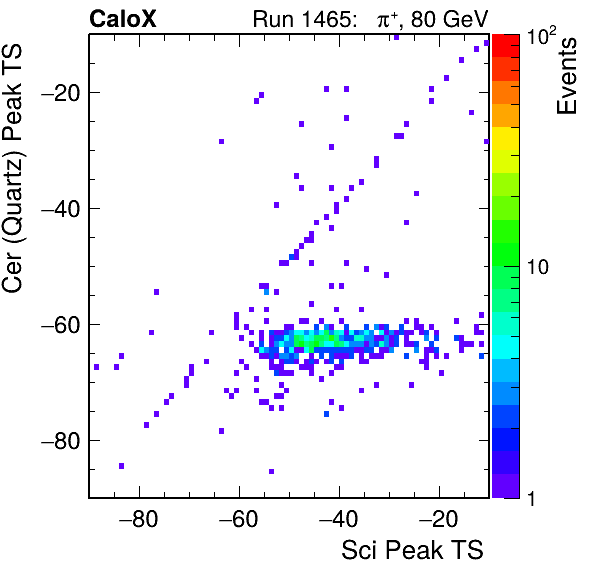 CaloX Run 1465: π⁺, 80 GeV
Cer (Quartz) Peak TS
−20
−40
−60
−80
−80 −60 −40 −20
Sci Peak TS
10²
10
1
Events